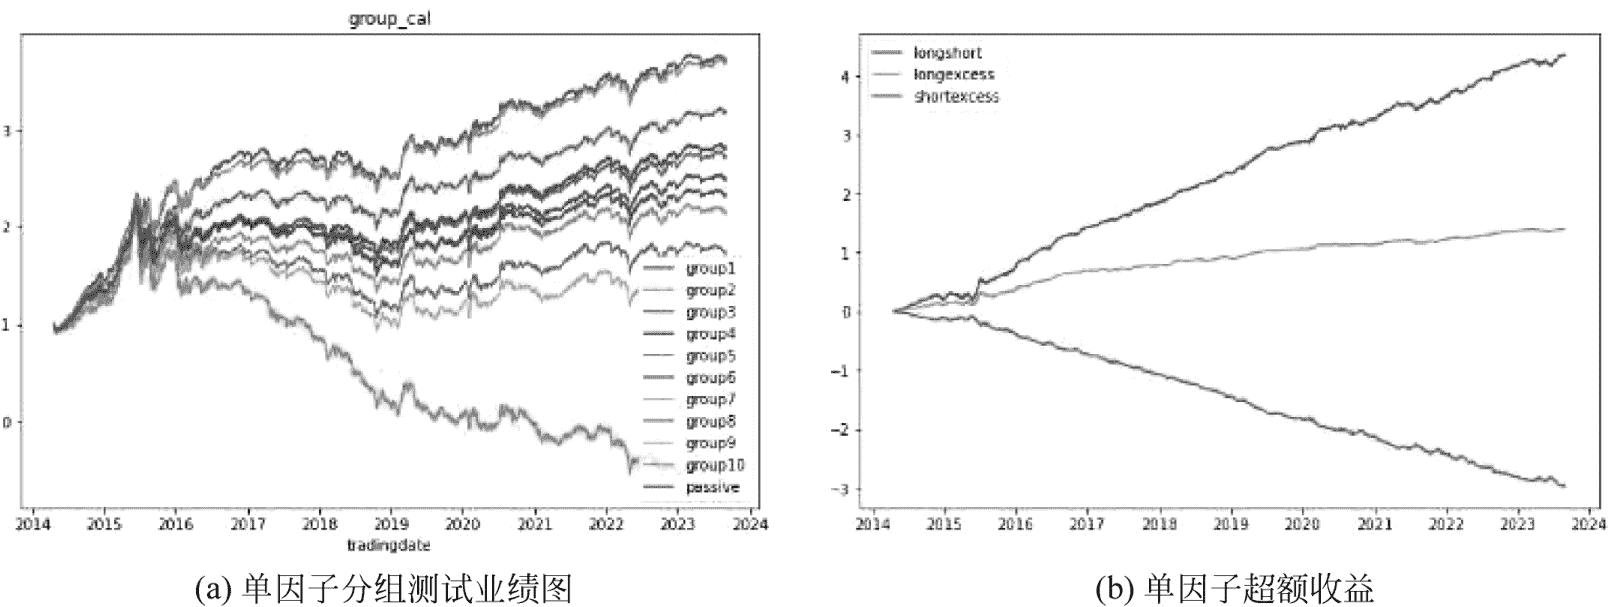 group_cal
3
2
1
0
group1
group2
group3
group4
group5
group6
group7
group8
group9
group10
passive
2014 2015 2016 2017 2018 2019 2020 2021 2022 2023 2024
tradingdate
(a) 单因子分组测试业绩图
longshort
longexcess
shortexcess
4
3
2
1
0
−1
−2
−3
2014 2015 2016 2017 2018 2019 2020 2021 2022 2023 2024
(b) 单因子超额收益